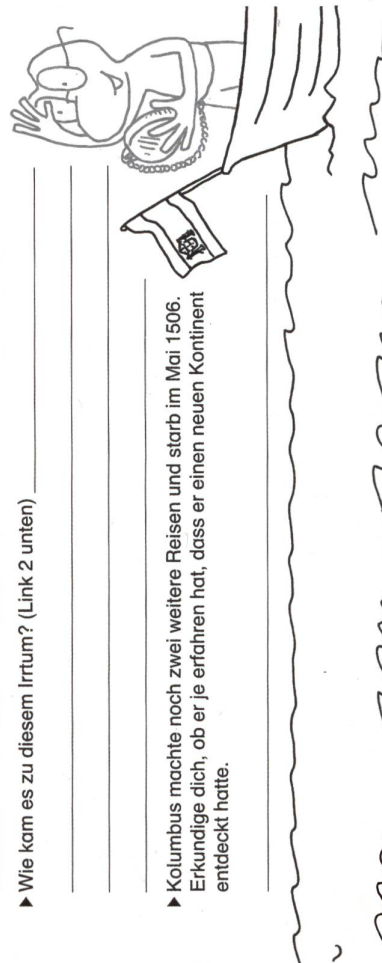 ▶ Wie kam es zu diesem Irrtum? (Link 2 unten)
▶ Kolumbus machte noch zwei weitere Reisen und starb im Mai 1506.
Erkundige dich, ob er je erfahren hat, dass er einen neuen Kontinent
entdeckt hatte.